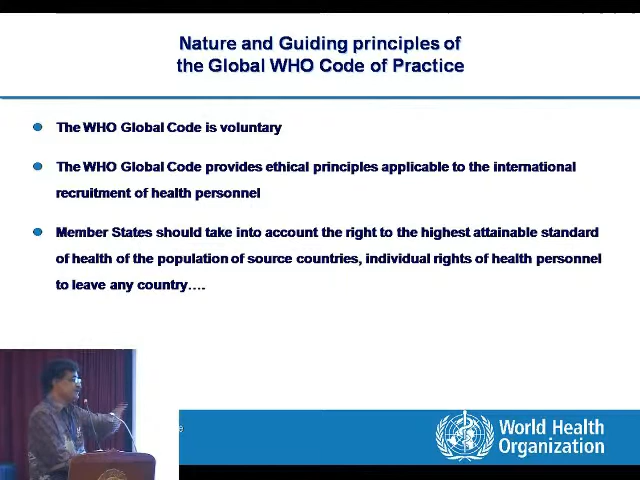 Nature and Guiding principles of
the Global WHO Code of Practice
The WHO Global Code is voluntary
The WHO Global Code provides ethical principles applicable to the international
recruitment of health personnel
Member States should take into account the right to the highest attainable standard
of health of the population of source countries, individual rights of health personnel
to leave any country….
World Health
Organization